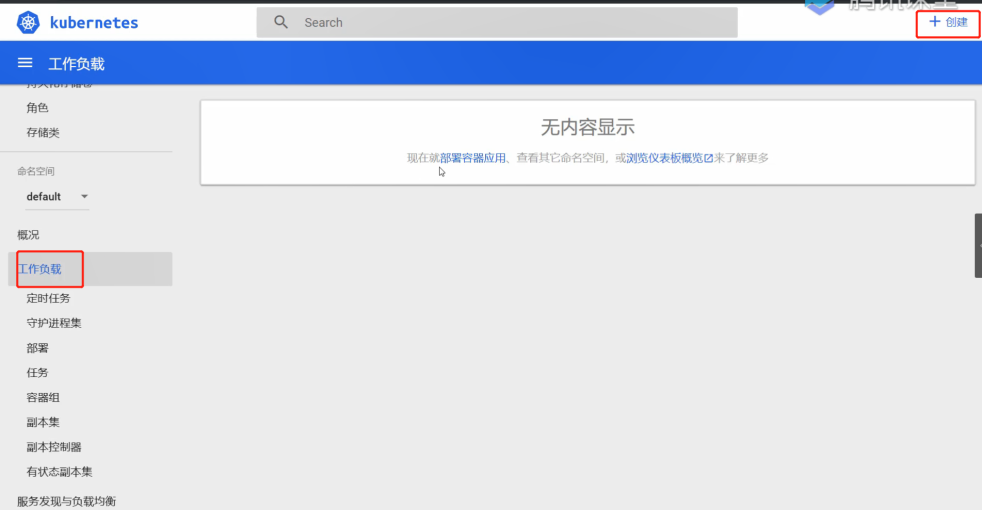 kubernetes
Search
创建
工作负载
角色
存储类
命名空间
default
概况
工作负载
定时任务
守护进程集
部署
任务
容器组
副本集
副本控制器
有状态副本集
服务发现与负载均衡
无内容显示
现在就部署容器应用、查看其它命名空间，或浏览仪表板概览来了解更多